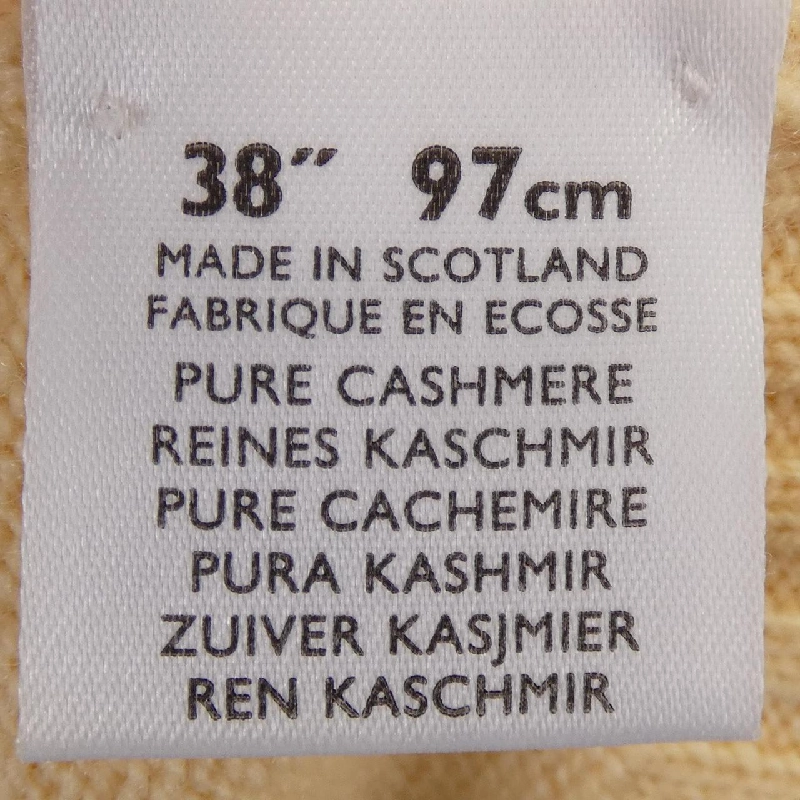 38″ 97cm
MADE IN SCOTLAND
FABRIQUE EN ECOSSE
PURE CASHMERE
REINES KASCHMIR
PURE CACHEMIRE
PURA KASHMIR
ZUIVER KASJMIER
REN KASCHMIR